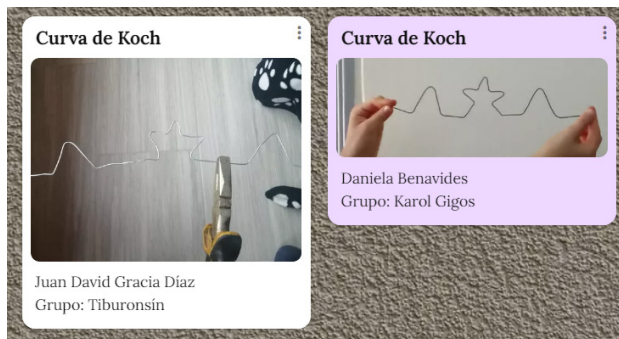 Curva de Koch
Juan David Gracia Díaz
Grupo: Tiburonsín
Curva de Koch
Daniela Benavides
Grupo: Karol Gigos